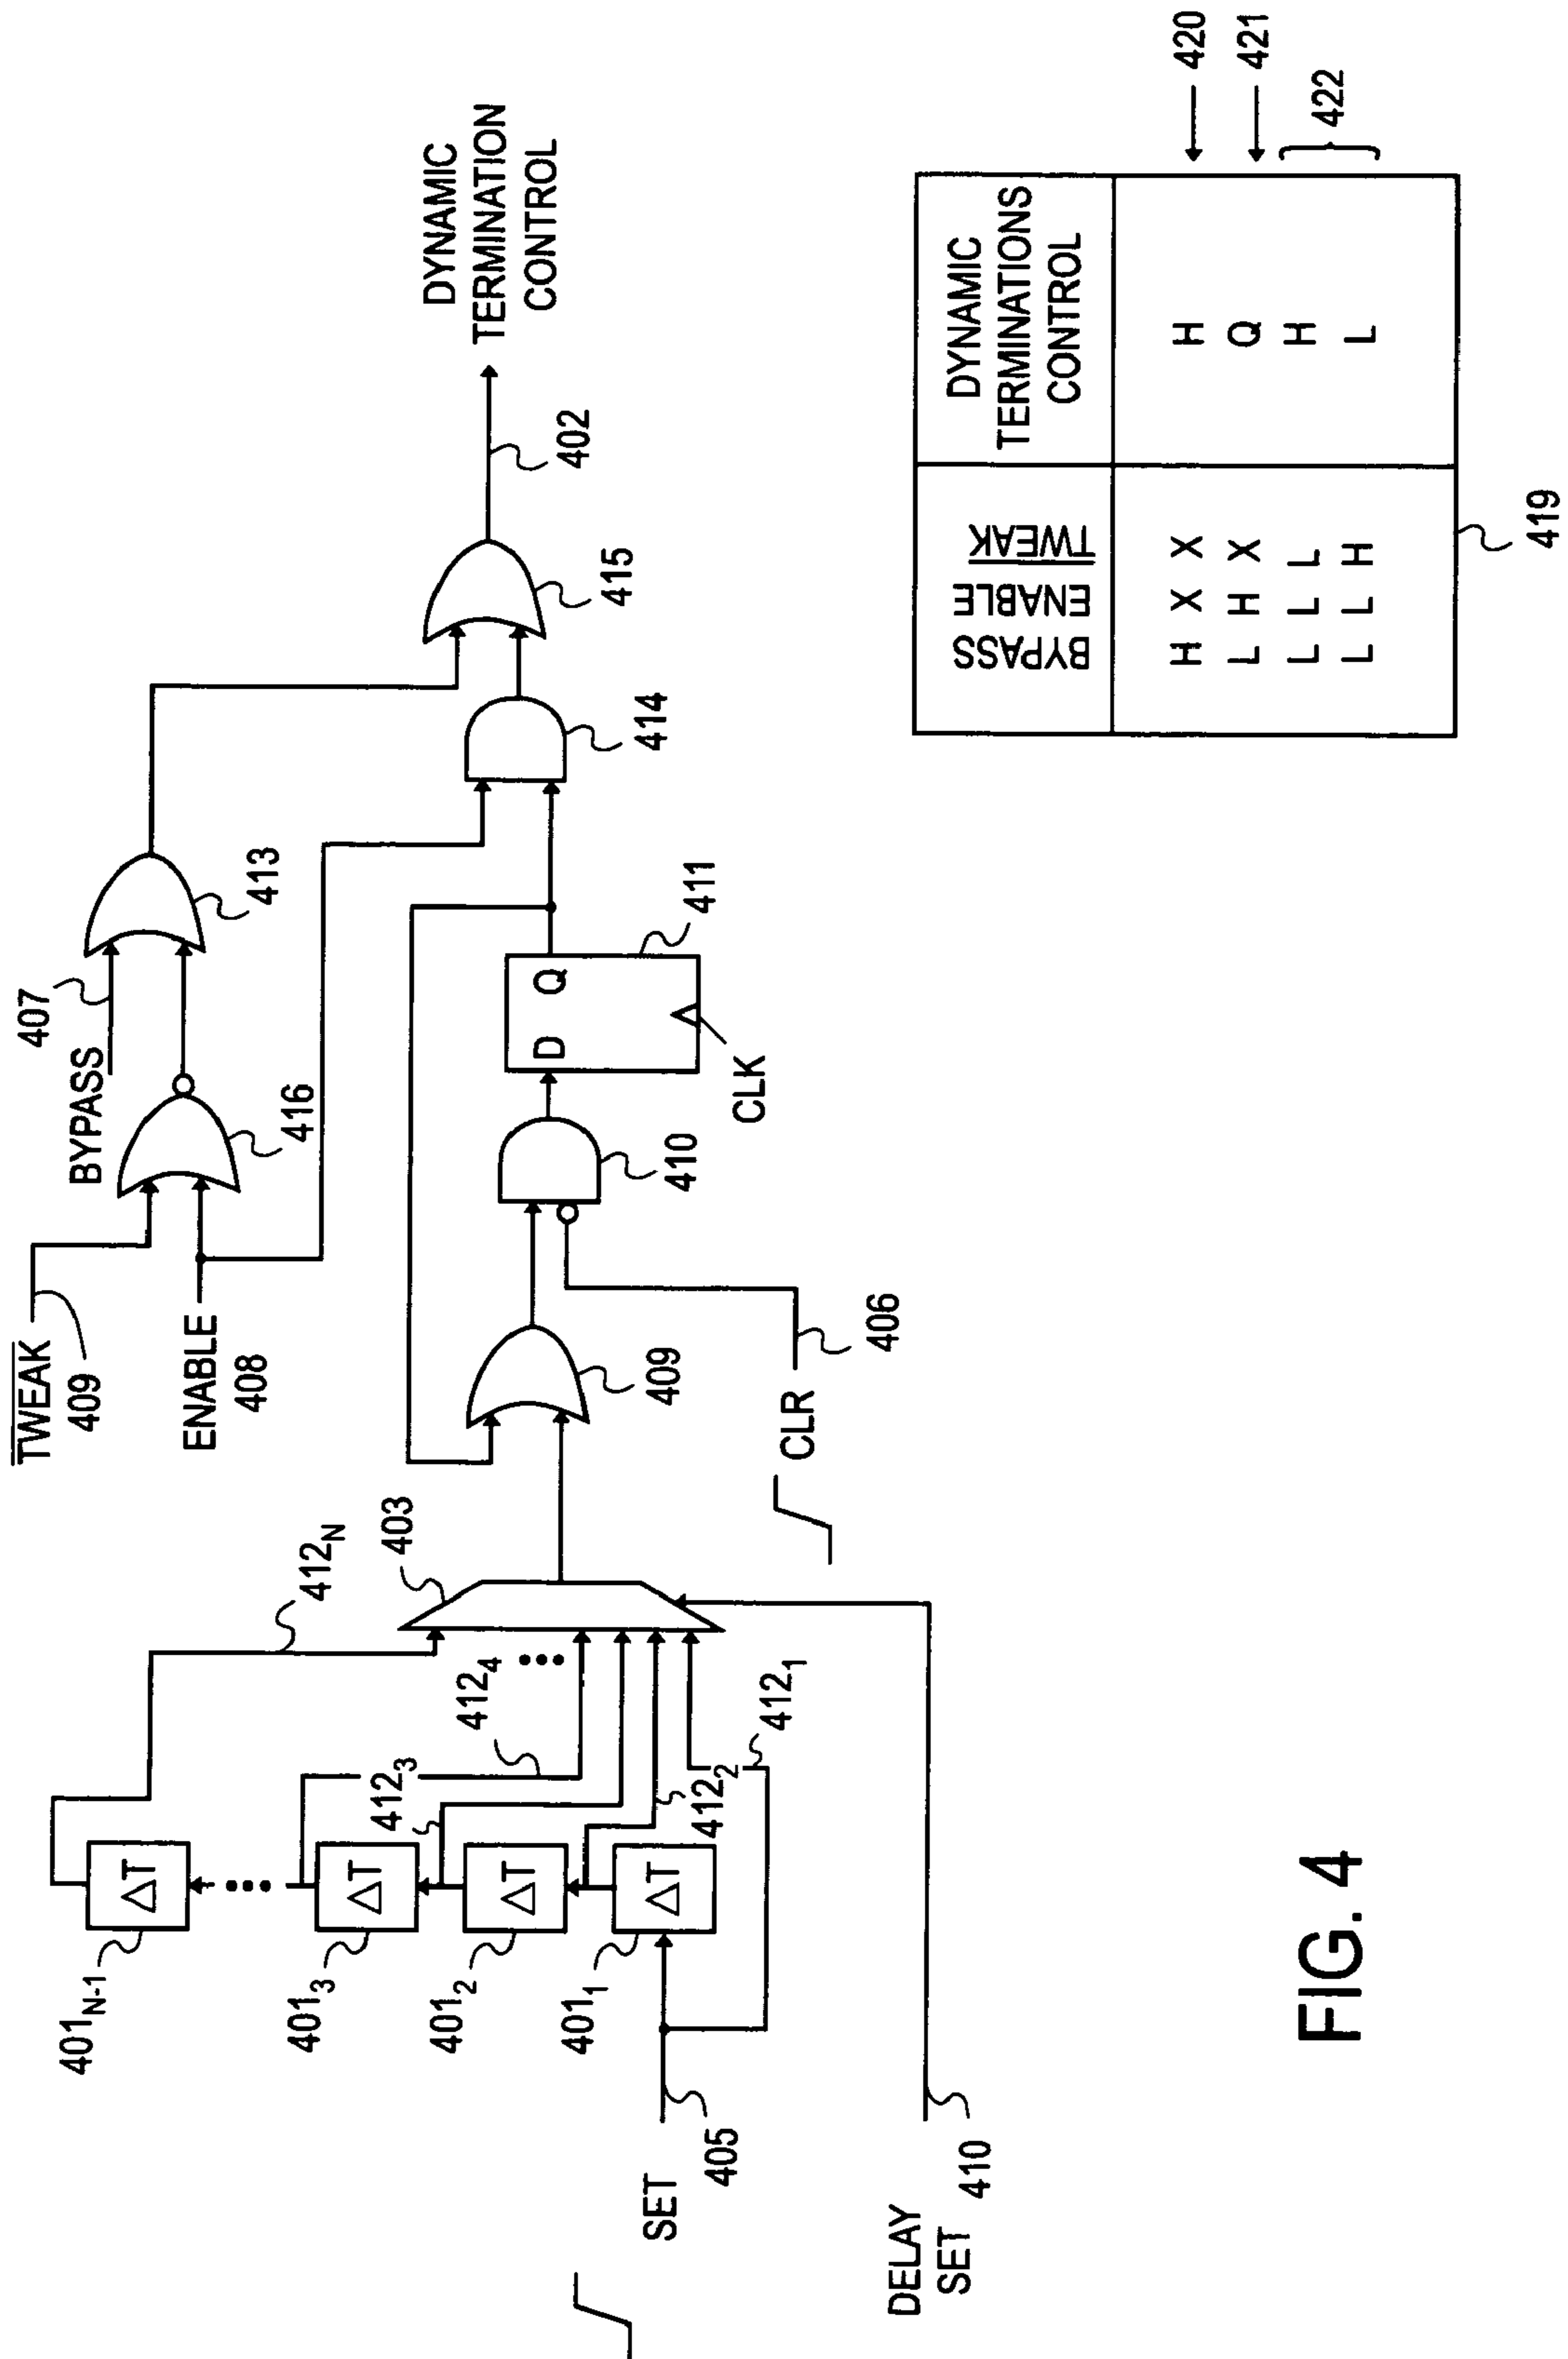 TWEAK
409
ENABLE
408
BYPASS
407
416
413
DYNAMIC
TERMINATION
CONTROL
402
415
414
401N-1
ΔT
412N
4013
ΔT
4123
4124
4012
ΔT
4122
4011
ΔT
4121
403
409
410
D Q
411
CLK
SET
405
CLR
406
DELAY
SET
410
BYPASS ENABLE TWEAK
DYNAMIC
TERMINATIONS
CONTROL
H X X H
L H X Q
L L L H
L L H L
420
421
422
419
FIG. 4